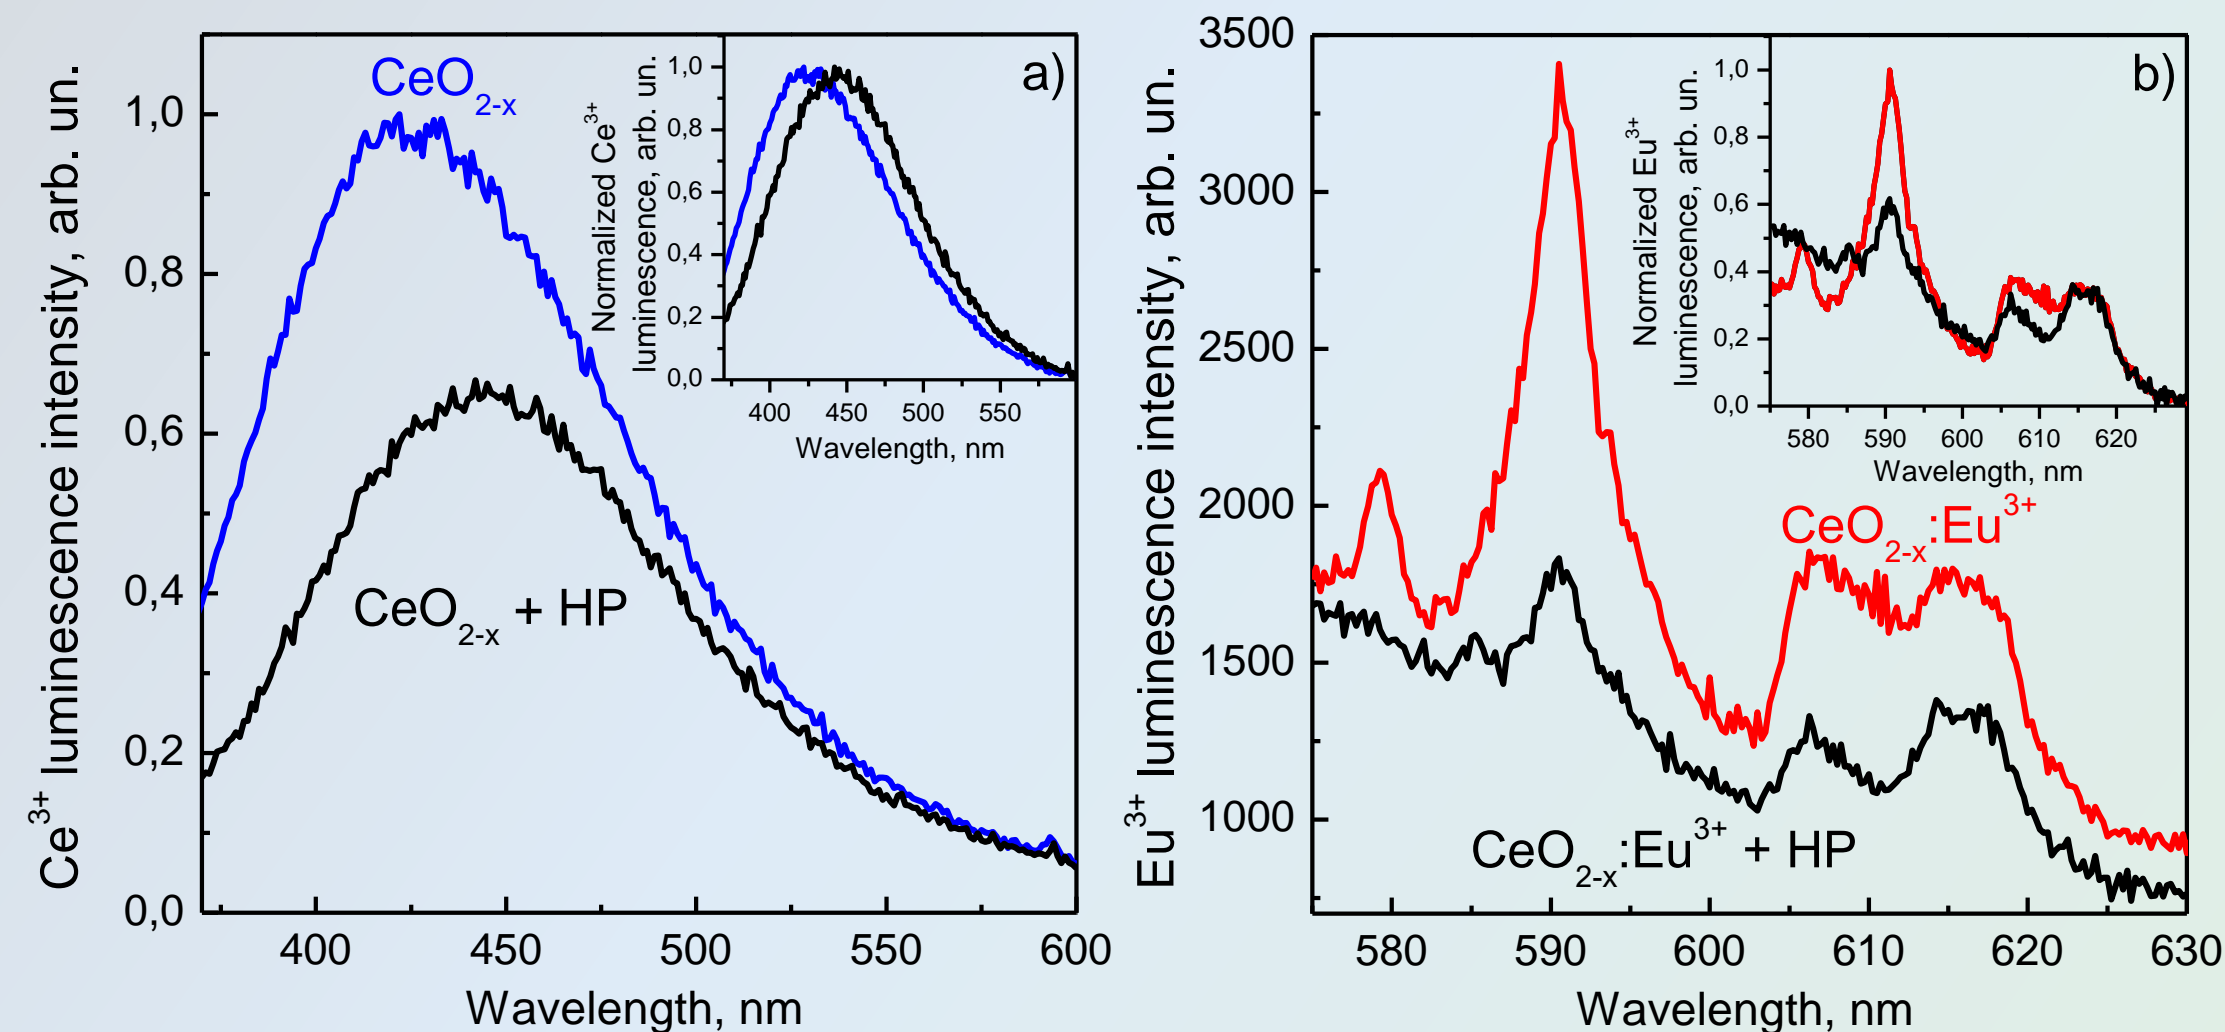 a)
CeO2-x
CeO2-x + HP
Ce3+ luminescence intensity, arb. un.
1,0
0,8
0,6
0,4
0,2
0,0
400 450 500 550 600
Wavelength, nm
Normalized Ce3+
luminescence, arb. un.
1,0
0,8
0,6
0,4
0,2
0,0
400 450 500 550
Wavelength, nm
b)
Eu3+ luminescence intensity, arb. un.
3500
3000
2500
2000
1500
1000
CeO2-x:Eu3+
CeO2-x:Eu3+ + HP
580 590 600 610 620 630
Wavelength, nm
Normalized Eu3+
luminescence, arb. un.
1,0
0,8
0,6
0,4
0,2
0,0
580 590 600 610 620
Wavelength, nm